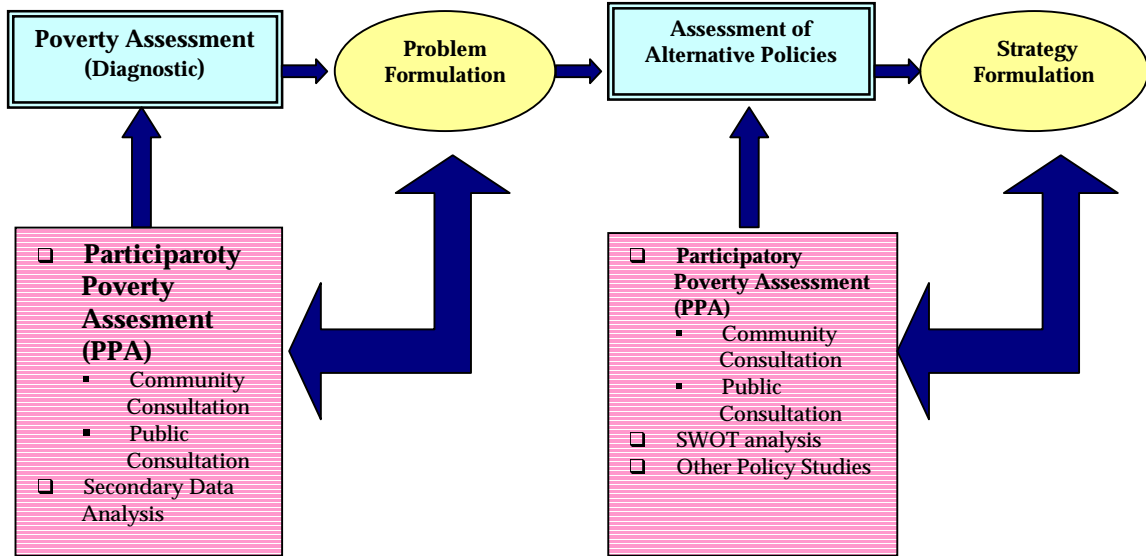 Poverty Assessment
(Diagnostic)
Problem
Formulation
Assessment of
Alternative Policies
Strategy
Formulation
❑ Participaroty
Poverty
Assesment
(PPA)
▪ Community
Consultation
▪ Public
Consultation
❑ Secondary Data
Analysis
❑ Participatory
Poverty Assessment
(PPA)
▪ Community
Consultation
▪ Public
Consultation
❑ SWOT analysis
❑ Other Policy Studies